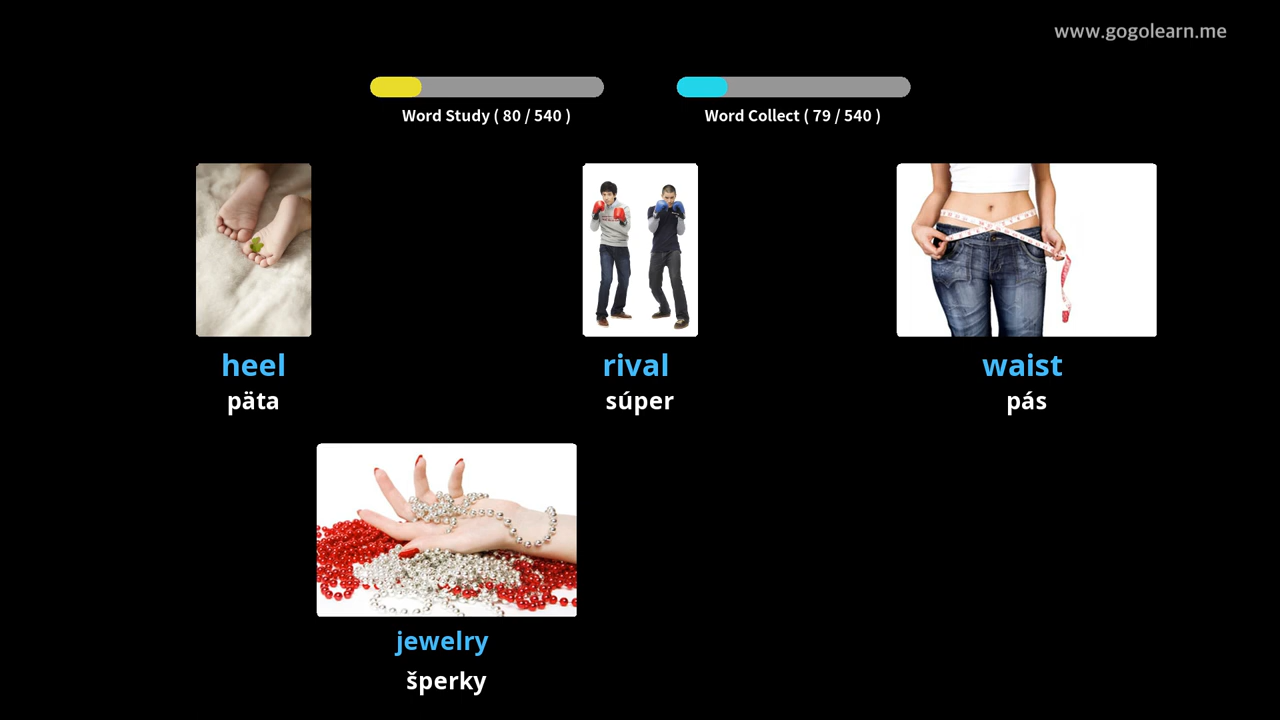 www.gogolearn.me
Word Study ( 80 / 540 )
Word Collect ( 79 / 540 )
heel
päta
rival
súper
waist
pás
jewelry
šperky